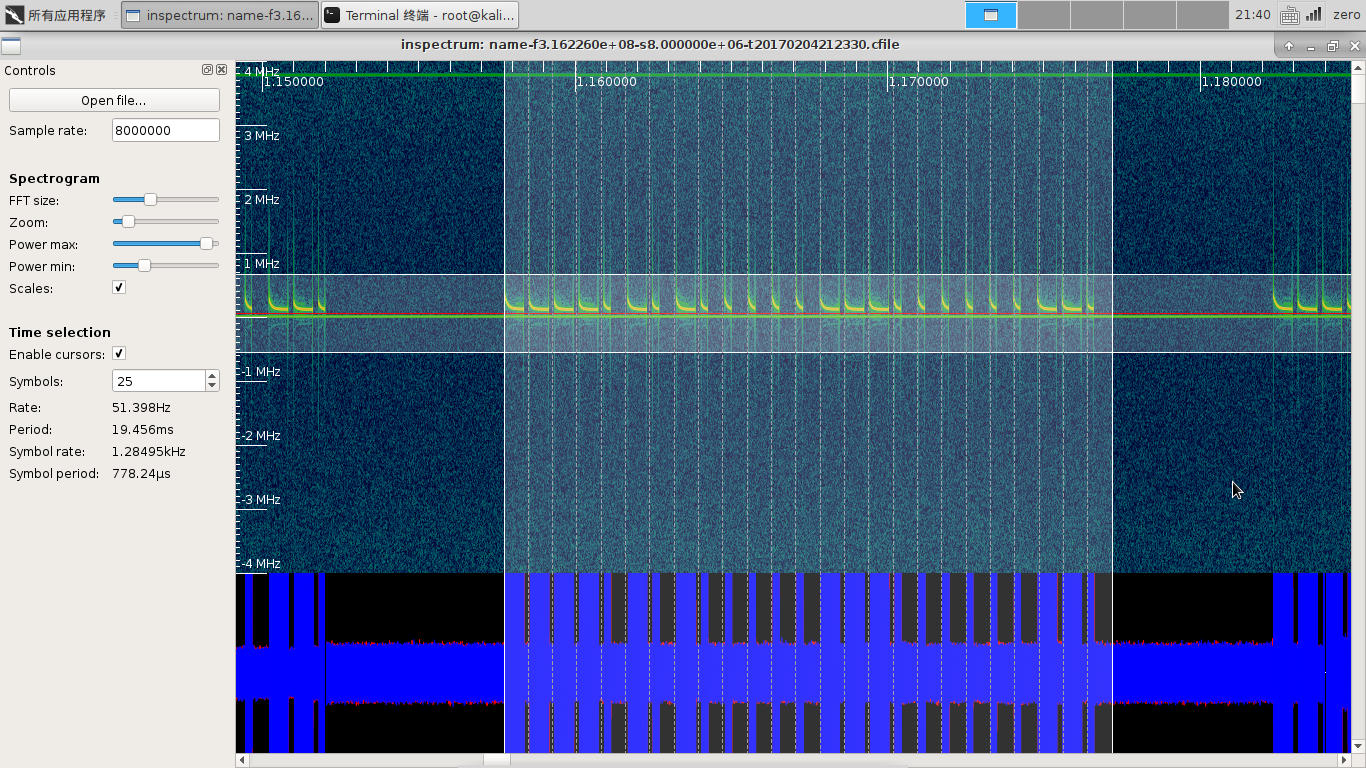 所有应用程序
inspectrum: name-f3.16...
Terminal 终端 - root@kali...
21:40
zero
inspectrum: name-f3.162260e+08-s8.000000e+06-t20170204212330.cfile
Controls
Open file...
Sample rate: 8000000
Spectrogram
FFT size:
Zoom:
Power max:
Power min:
Scales:
Time selection
Enable cursors:
Symbols: 25
Rate: 51.398Hz
Period: 19.456ms
Symbol rate: 1.28495kHz
Symbol period: 778.24µs
4 MHz
1.150000
1.160000
1.170000
1.180000
3 MHz
2 MHz
1 MHz
-1 MHz
-2 MHz
-3 MHz
-4 MHz